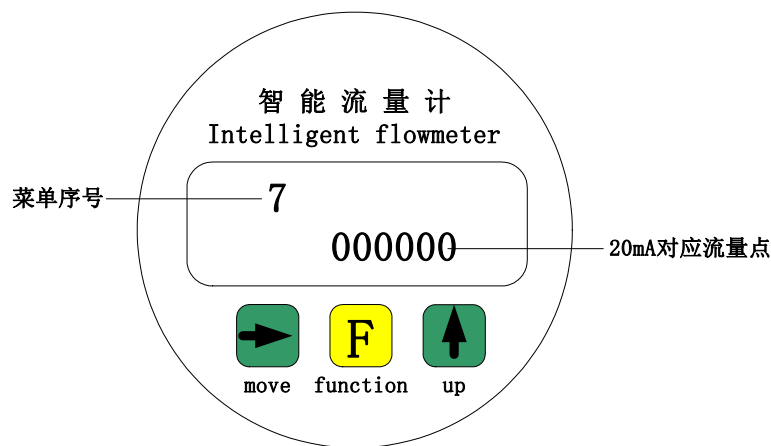 智能流量计
Intelligent flowmeter
菜单序号
7
000000
20mA对应流量点
F
move function up